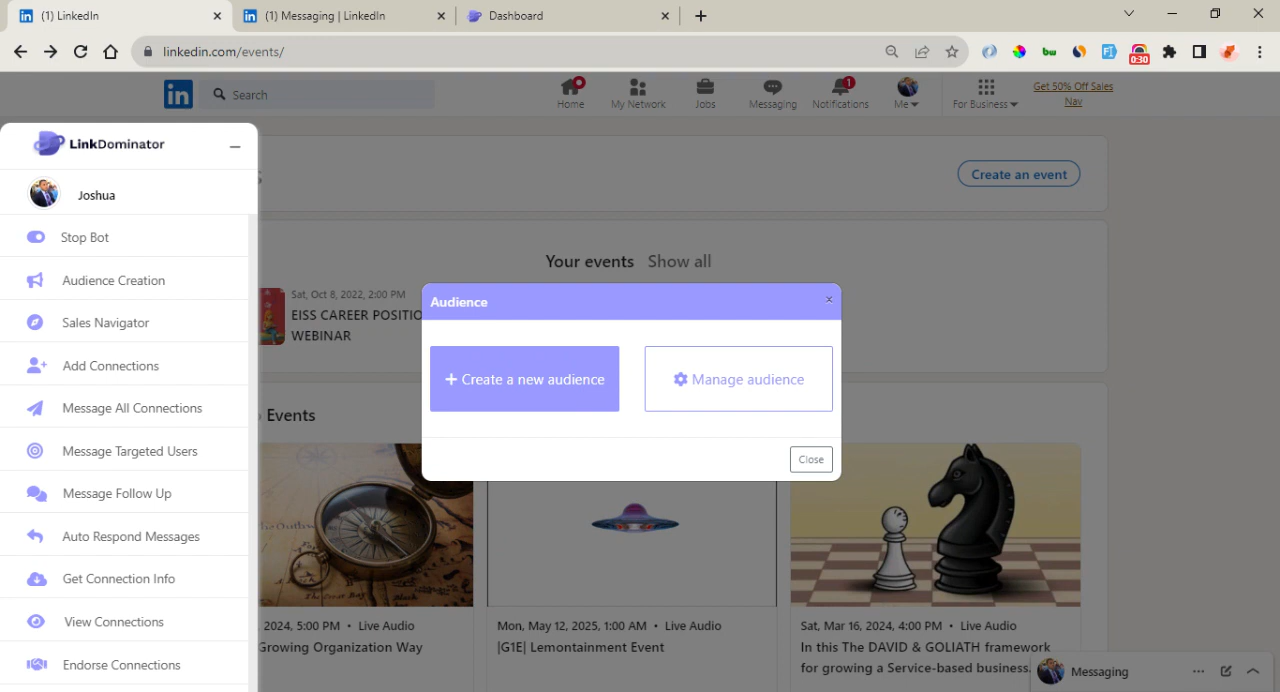 (1) LinkedIn
(1) Messaging | LinkedIn
Dashboard
linkedin.com/events/
0:30
in
Search
Home
My Network
Jobs
Messaging
1
Notifications
Me
For Business
Get 50% Off Sales
Nav
LinkDominator
Joshua
Stop Bot
Audience Creation
Sales Navigator
Add Connections
Message All Connections
Message Targeted Users
Message Follow Up
Auto Respond Messages
Get Connection Info
View Connections
Endorse Connections
Create an event
Your events
Show all
Sat, Oct 8, 2022, 2:00 PM
EISS CAREER POSITIO
WEBINAR
Audience
Create a new audience
Manage audience
Close
Events
2024, 5:00 PM • Live Audio
Growing Organization Way
Mon, May 12, 2025, 1:00 AM • Live Audio
|G1E| Lemontainment Event
Sat, Mar 16, 2024, 4:00 PM • Live Audio
In this The DAVID & GOLIATH framework
for growing a Service-based business.
Messaging